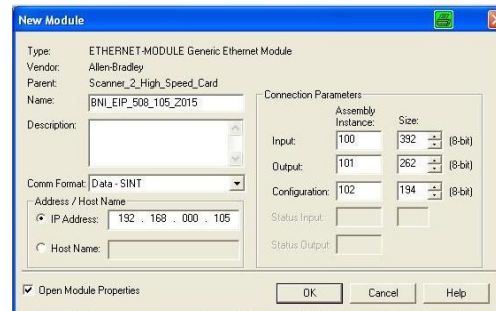 New Module
Type: ETHERNET-MODULE Generic Ethernet Module
Vendor: Allen-Bradley
Parent: Scanner_2_High_Speed_Card
Name: BNI_EIP_508_105_Z015
Description:
Comm Format: Data - SINT
Address / Host Name
IP Address: 192 . 168 . 000 . 105
Host Name:
Connection Parameters
Assembly Instance: Size:
Input: 100 392 (8-bit)
Output: 101 262 (8-bit)
Configuration: 102 194 (8-bit)
Status Input:
Status Output:
Open Module Properties
OK Cancel Help